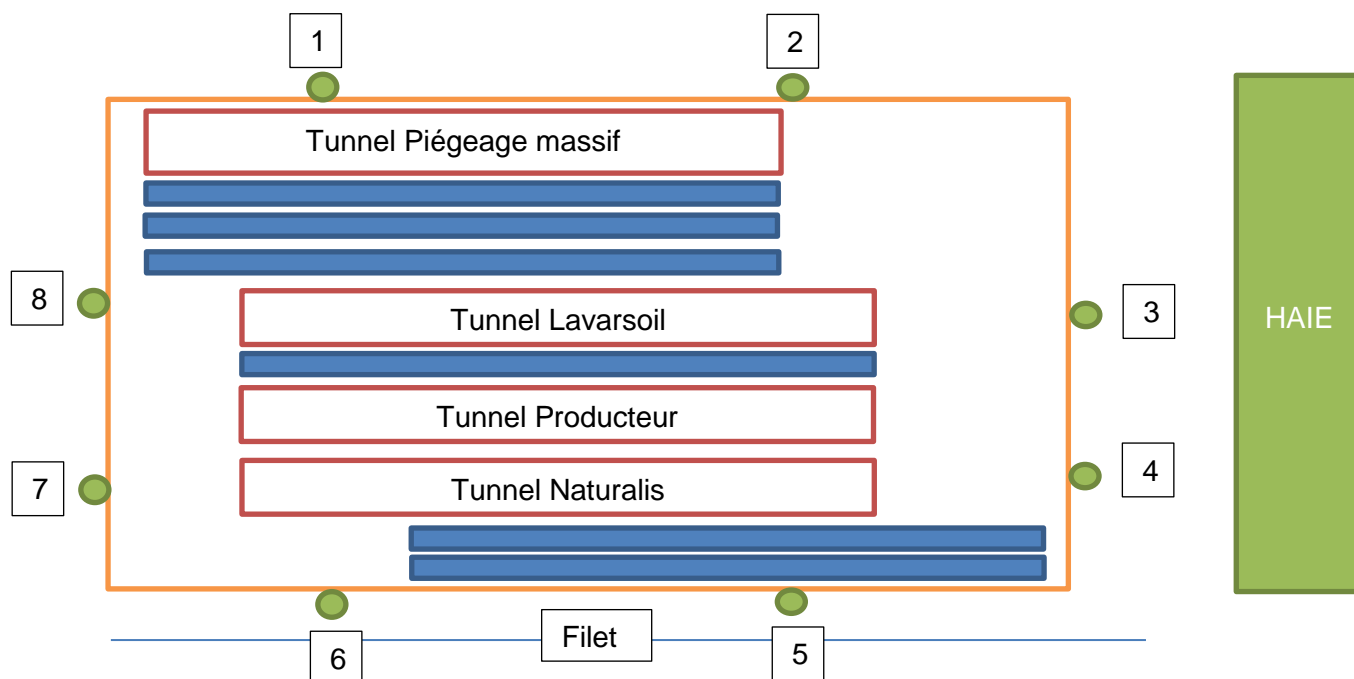 1
2
Tunnel Piégeage massif
8
Tunnel Lavarsoil
3
HAIE
Tunnel Producteur
7
Tunnel Naturalis
4
Filet
6
5